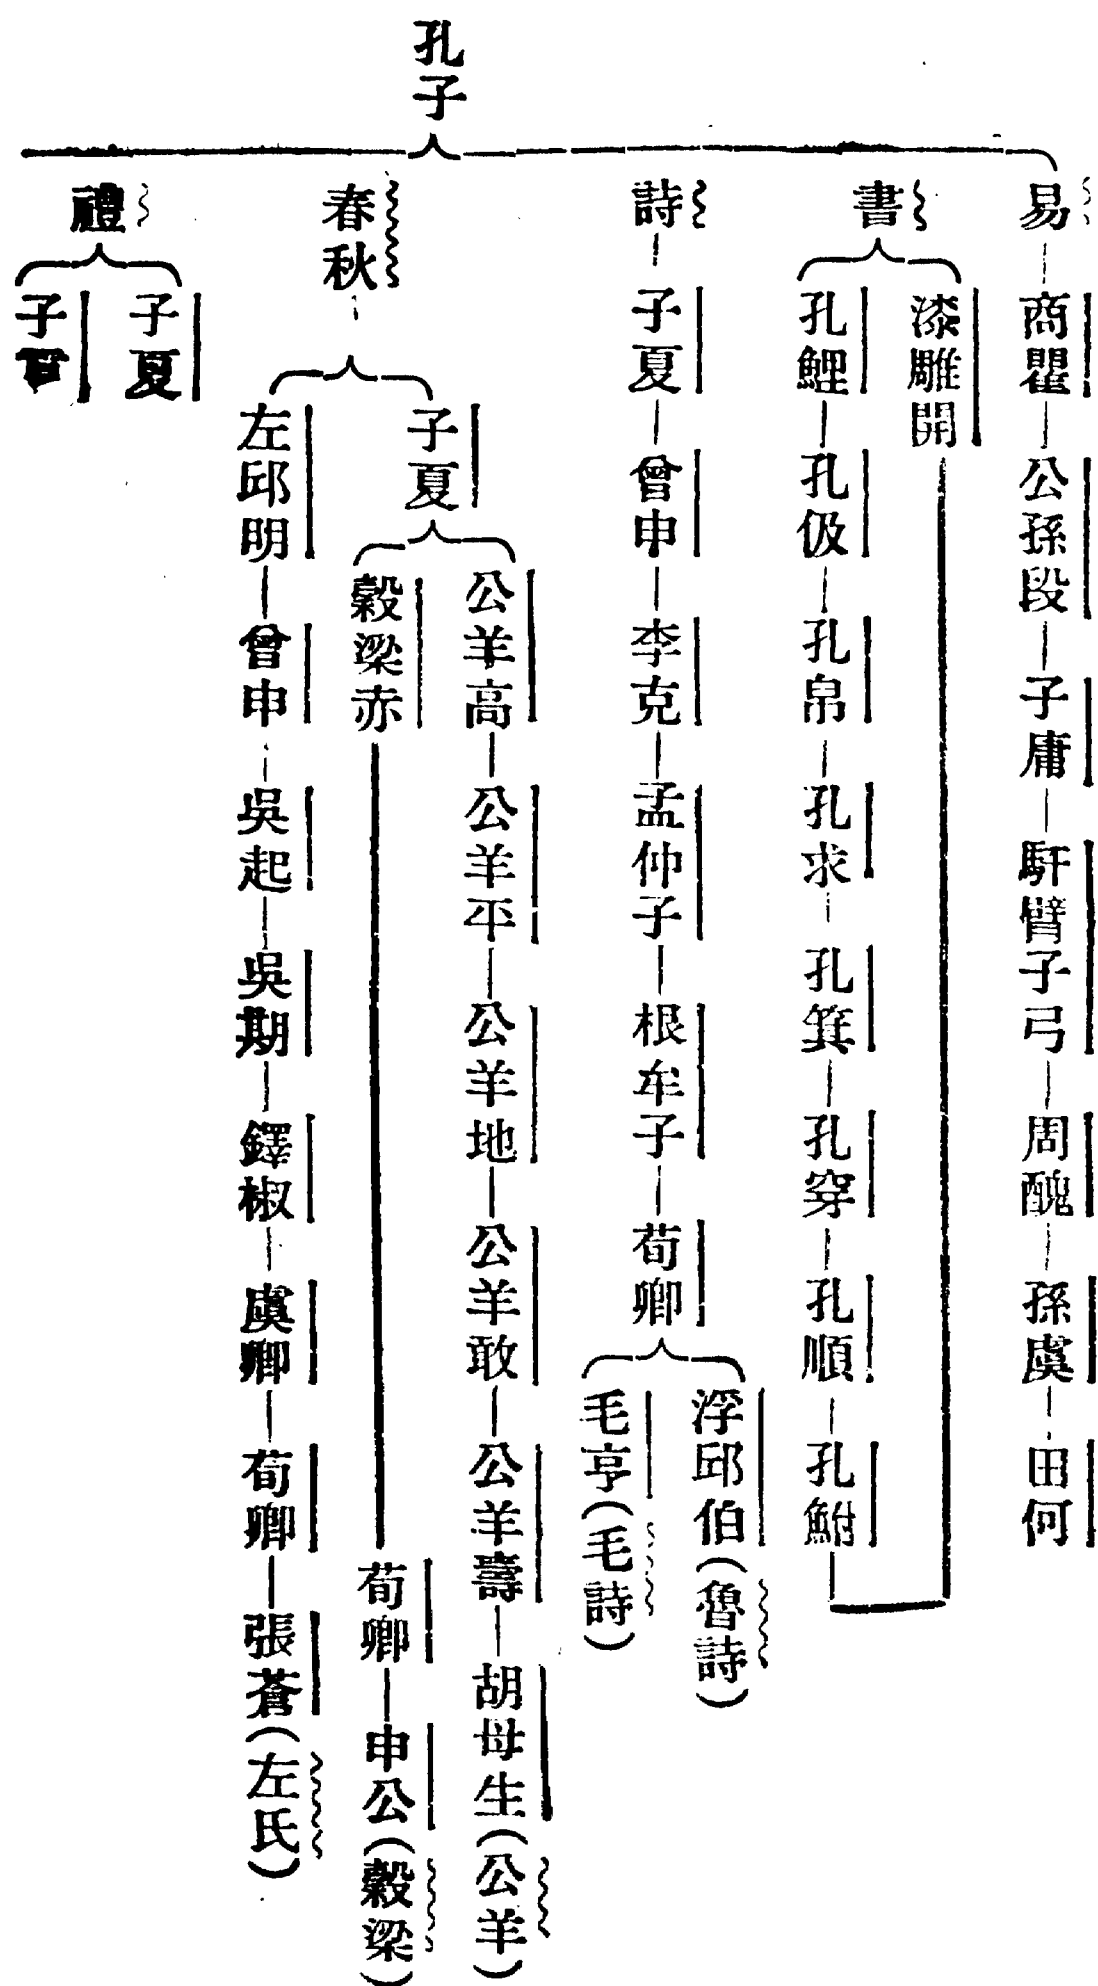 孔子
易
商瞿
公孫段
子庸
馯臂子弓
周醜
孫虞
田何
書
漆雕開
孔鯉
孔伋
孔帛
孔求
孔箕
孔穿
孔順
孔鮒
詩
子夏
曾申
李克
孟仲子
根牟子
荀卿
浮邱伯(魯詩)
毛亨(毛詩)
春秋
子夏
公羊高
公羊平
公羊地
公羊敢
公羊壽
胡母生(公羊)
穀梁赤
荀卿
申公(穀梁)
左邱明
曾申
吳起
吳期
鐸椒
虞卿
荀卿
張蒼(左氏)
禮
子夏
子